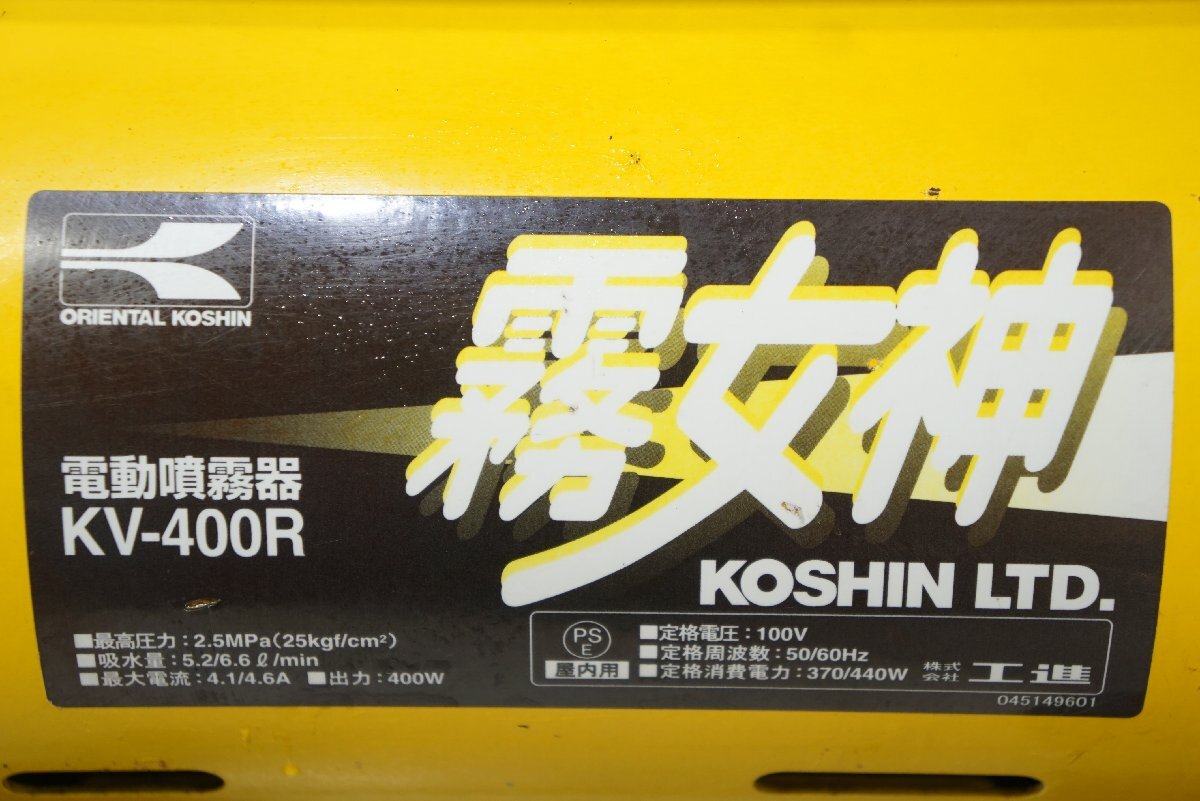 ORIENTAL KOSHIN
霧女神
電動噴霧器
KV-400R
KOSHIN LTD.
■最高圧力：2.5MPa(25kgf/cm²)
■吸水量：5.2/6.6ℓ/min
■最大電流：4.1/4.6A ■出力：400W
PS
E
屋内用
■定格電圧：100V
■定格周波数：50/60Hz
■定格消費電力：370/440W
株式会社 工進
045149601